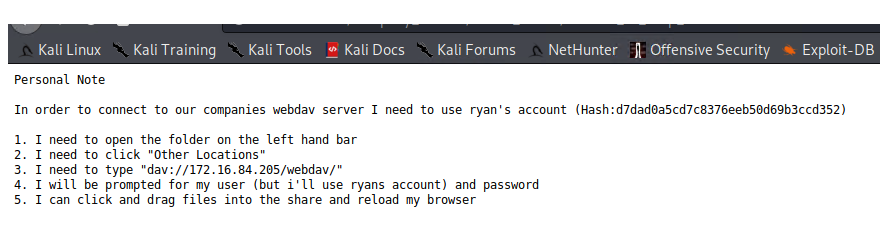 Kali Linux Kali Training Kali Tools Kali Docs Kali Forums NetHunter Offensive Security Exploit-DB
Personal Note
In order to connect to our companies webdav server I need to use ryan's account (Hash:d7dad0a5cd7c8376eeb50d69b3ccd352)
1. I need to open the folder on the left hand bar
2. I need to click "Other Locations"
3. I need to type "dav://172.16.84.205/webdav/"
4. I will be prompted for my user (but i'll use ryans account) and password
5. I can click and drag files into the share and reload my browser